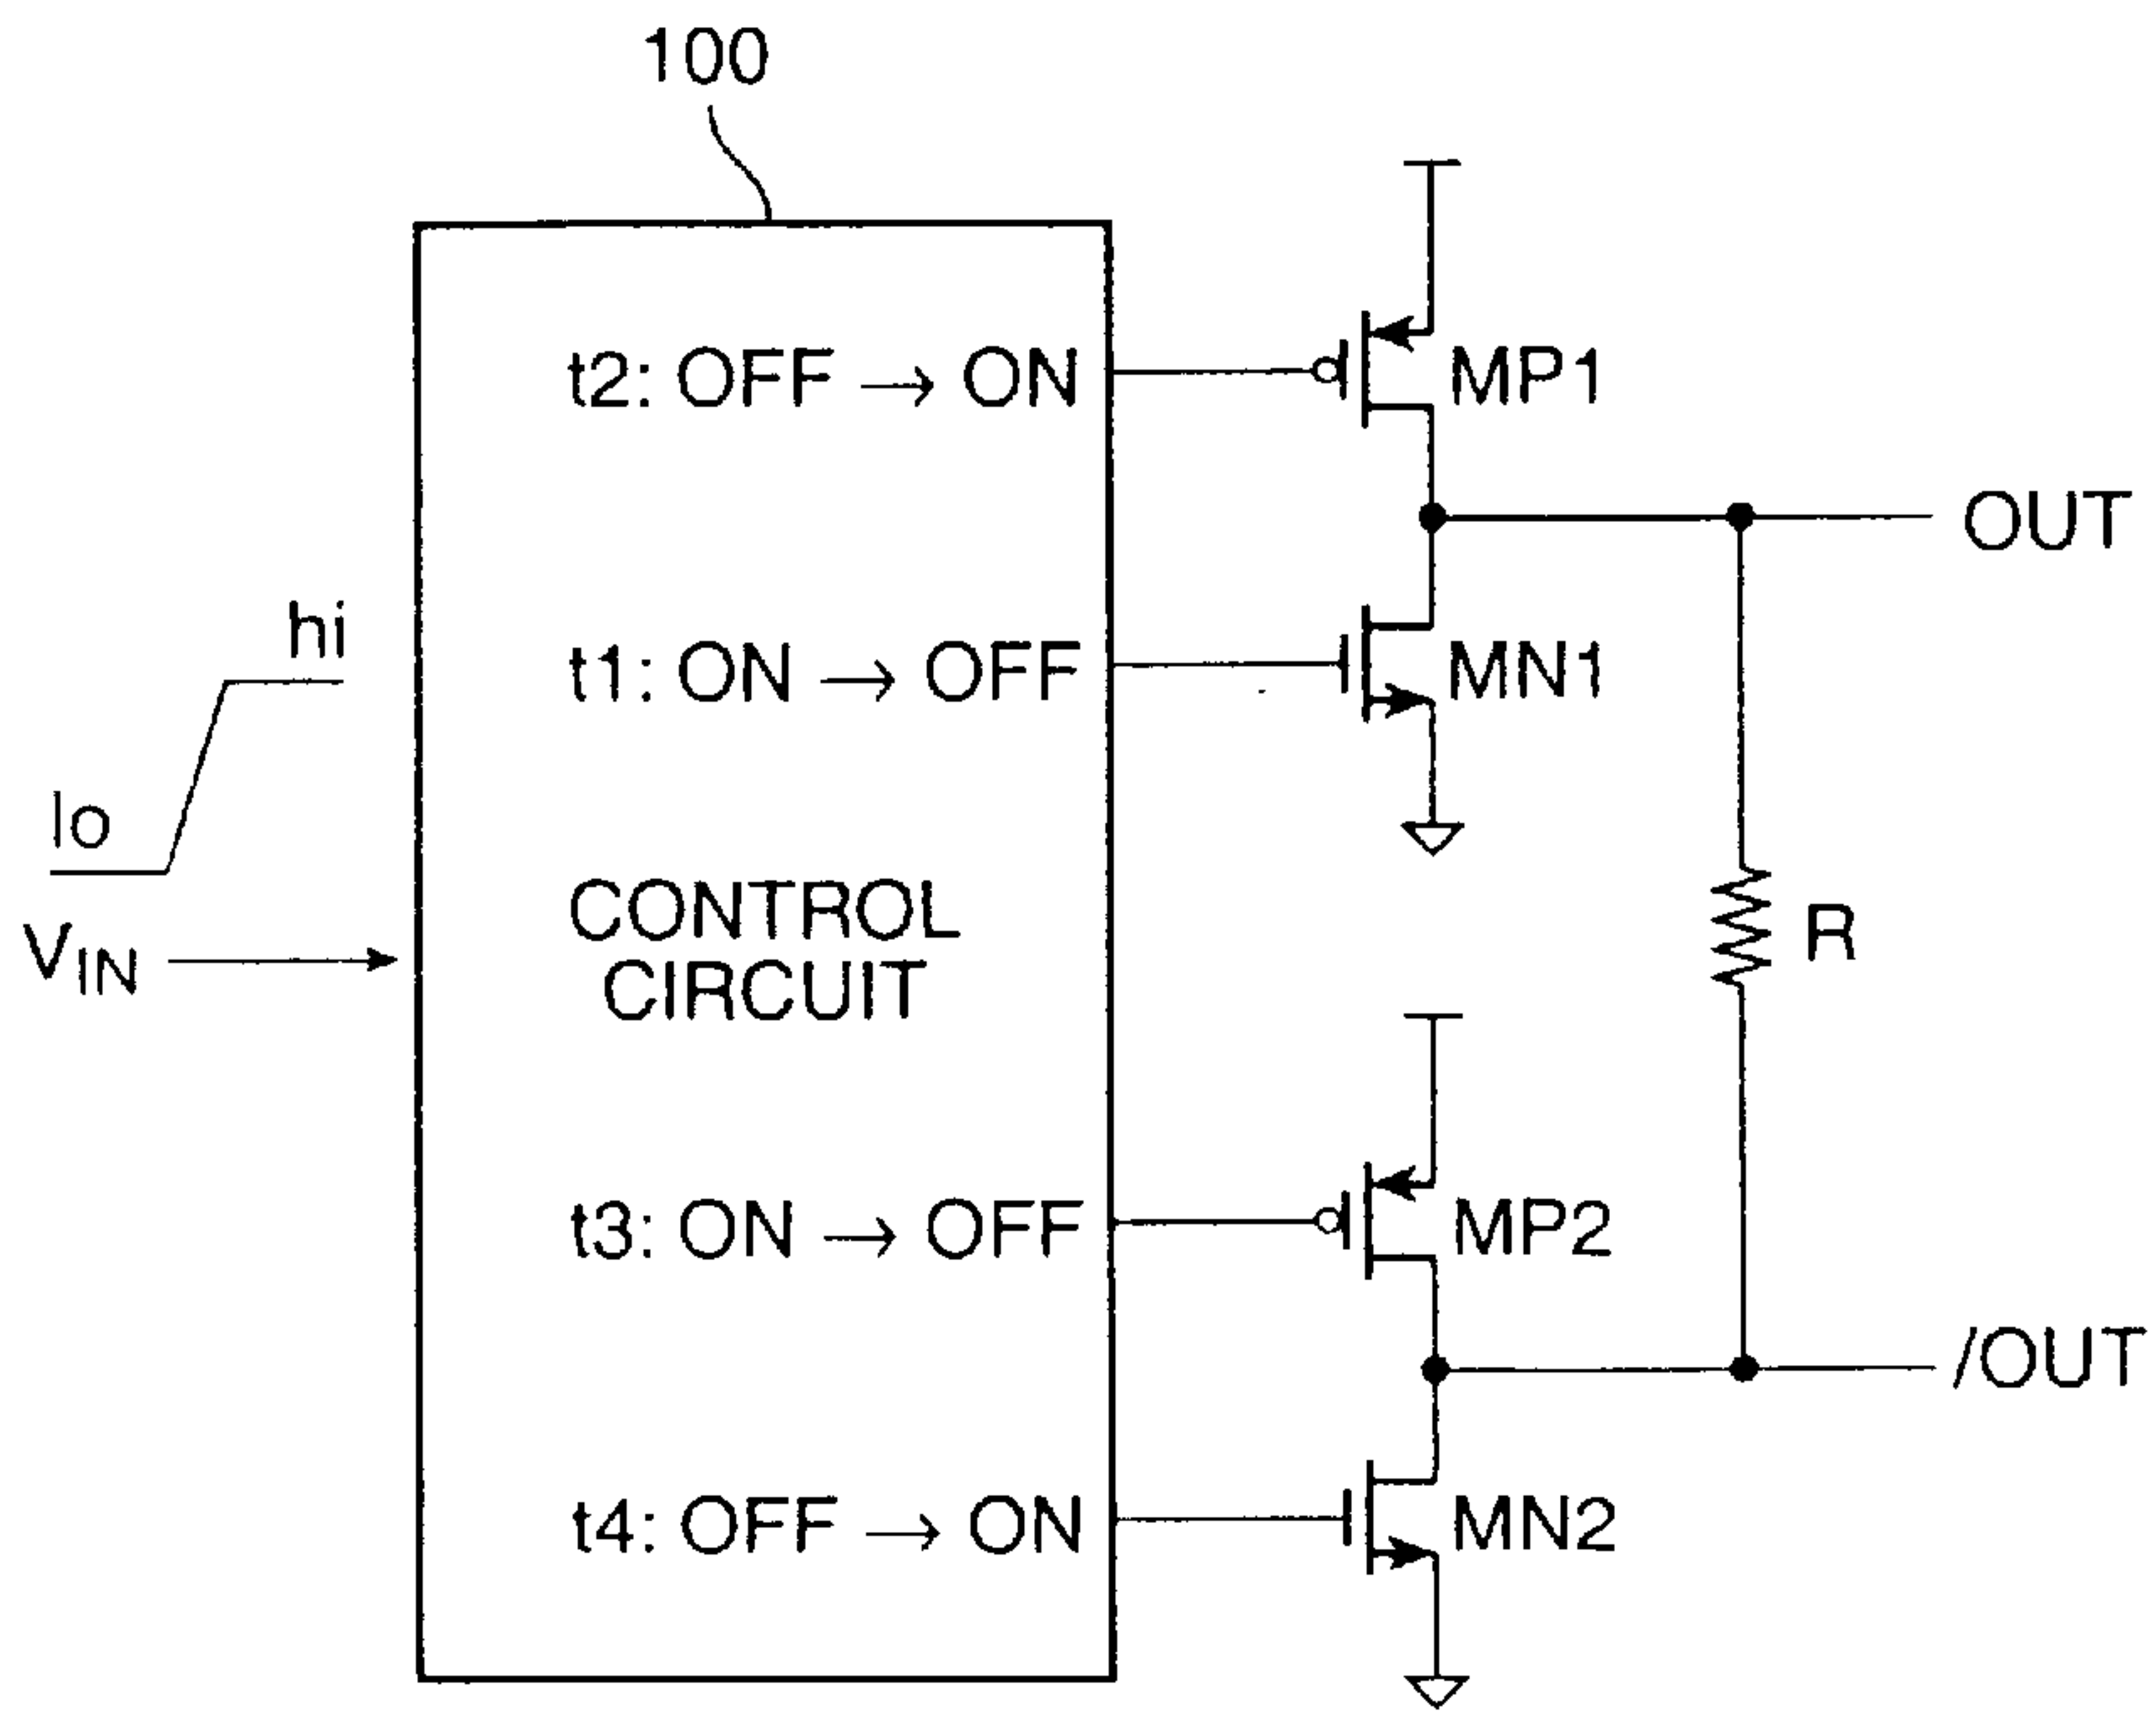 100
t2: OFF → ON
MP1
OUT
hi
t1: ON → OFF
MN1
lo
CONTROL
CIRCUIT
R
VIN
t3: ON → OFF
MP2
/OUT
t4: OFF → ON
MN2